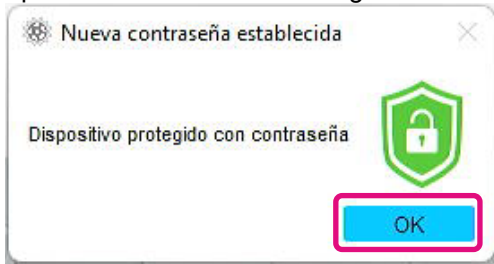 Nueva contraseña establecida
Dispositivo protegido con contraseña
OK